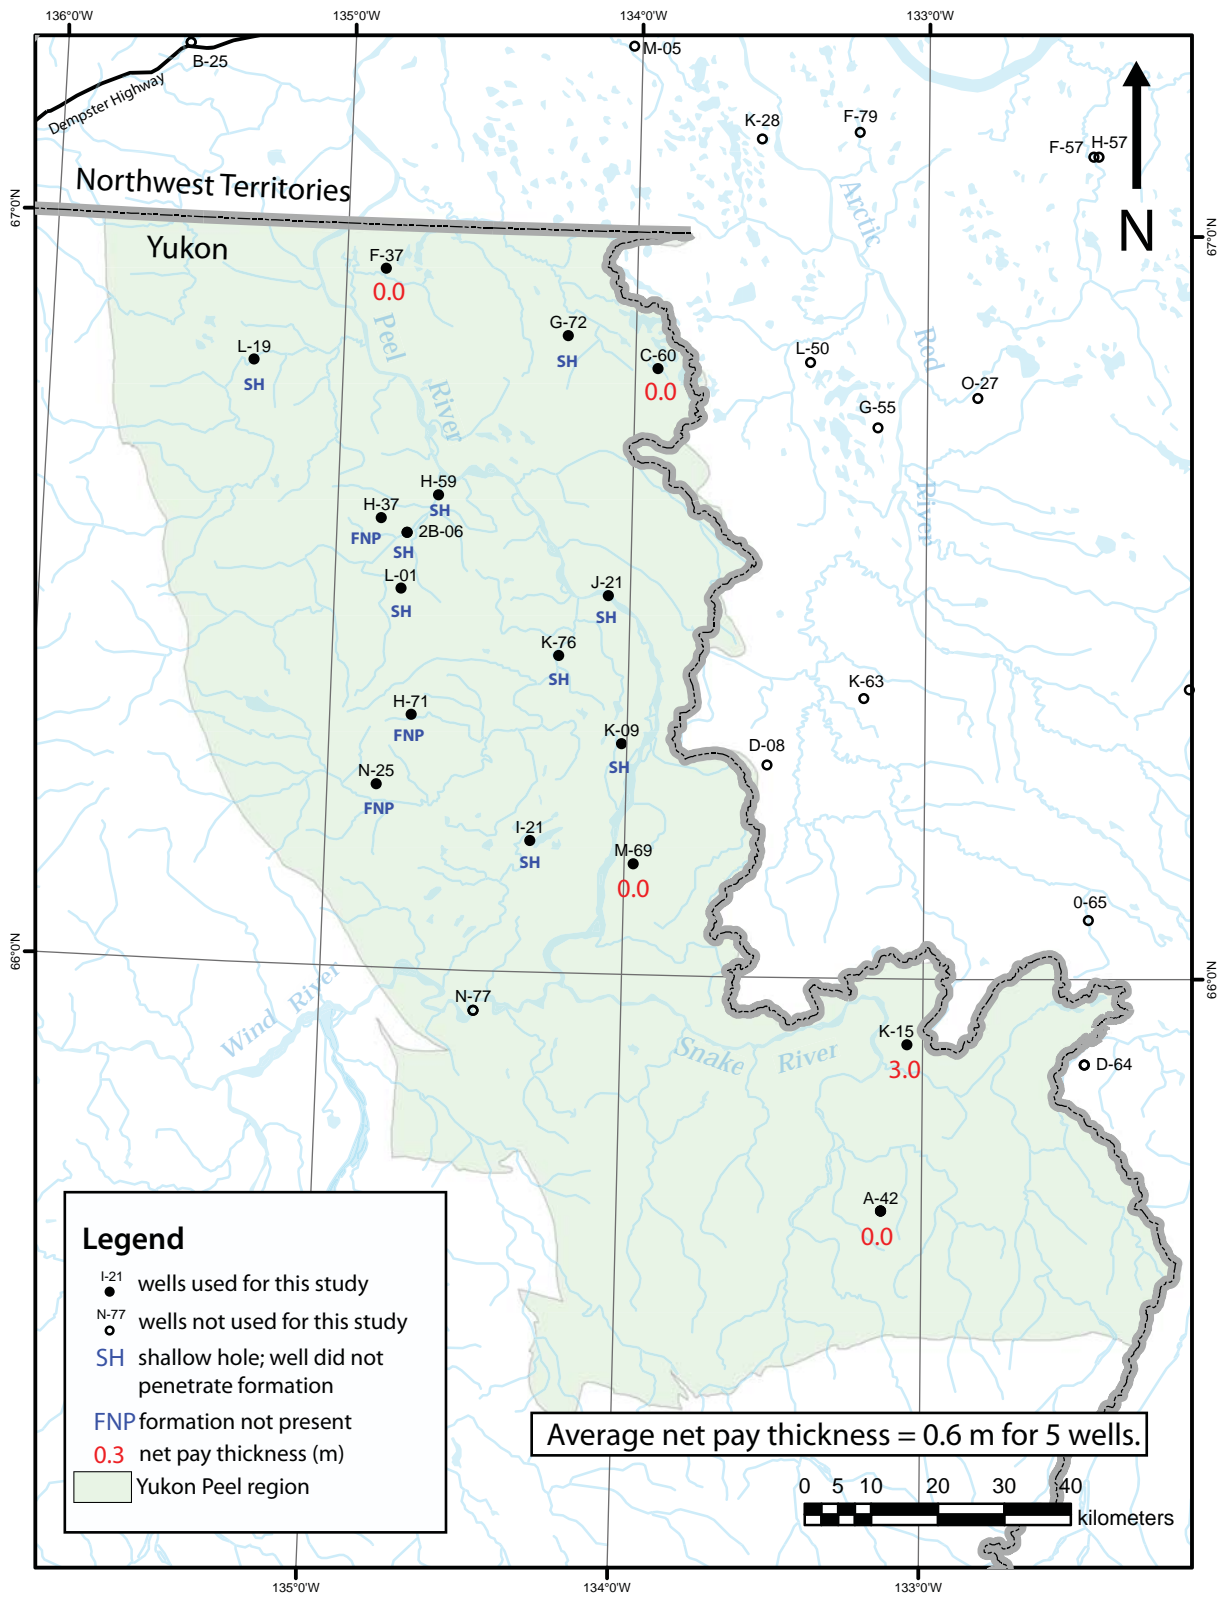 136°0'W
135°0'W
134°0'W
133°0'W
B-25
M-05
Dempster Highway
K-28
F-79
F-57
H-57
Northwest Territories
67°0'N
67°0'N
N
Yukon
Arctic
F-37
0.0
G-72
SH
Peel
L-19
SH
C-60
0.0
L-50
Red
O-27
G-55
River
H-59
SH
H-37
FNP
2B-06
SH
River
L-01
SH
J-21
SH
K-76
SH
K-63
H-71
FNP
K-09
SH
D-08
N-25
FNP
I-21
SH
M-69
0.0
0-65
66°0'N
66°0'N
N-77
Wind River
K-15
3.0
Snake River
D-64
A-42
0.0
Legend
I-21 wells used for this study
N-77 wells not used for this study
SH shallow hole; well did not
penetrate formation
FNP formation not present
0.3 net pay thickness (m)
Yukon Peel region
Average net pay thickness = 0.6 m for 5 wells.
0 5 10 20 30 40
kilometers
135°0'W
134°0'W
133°0'W